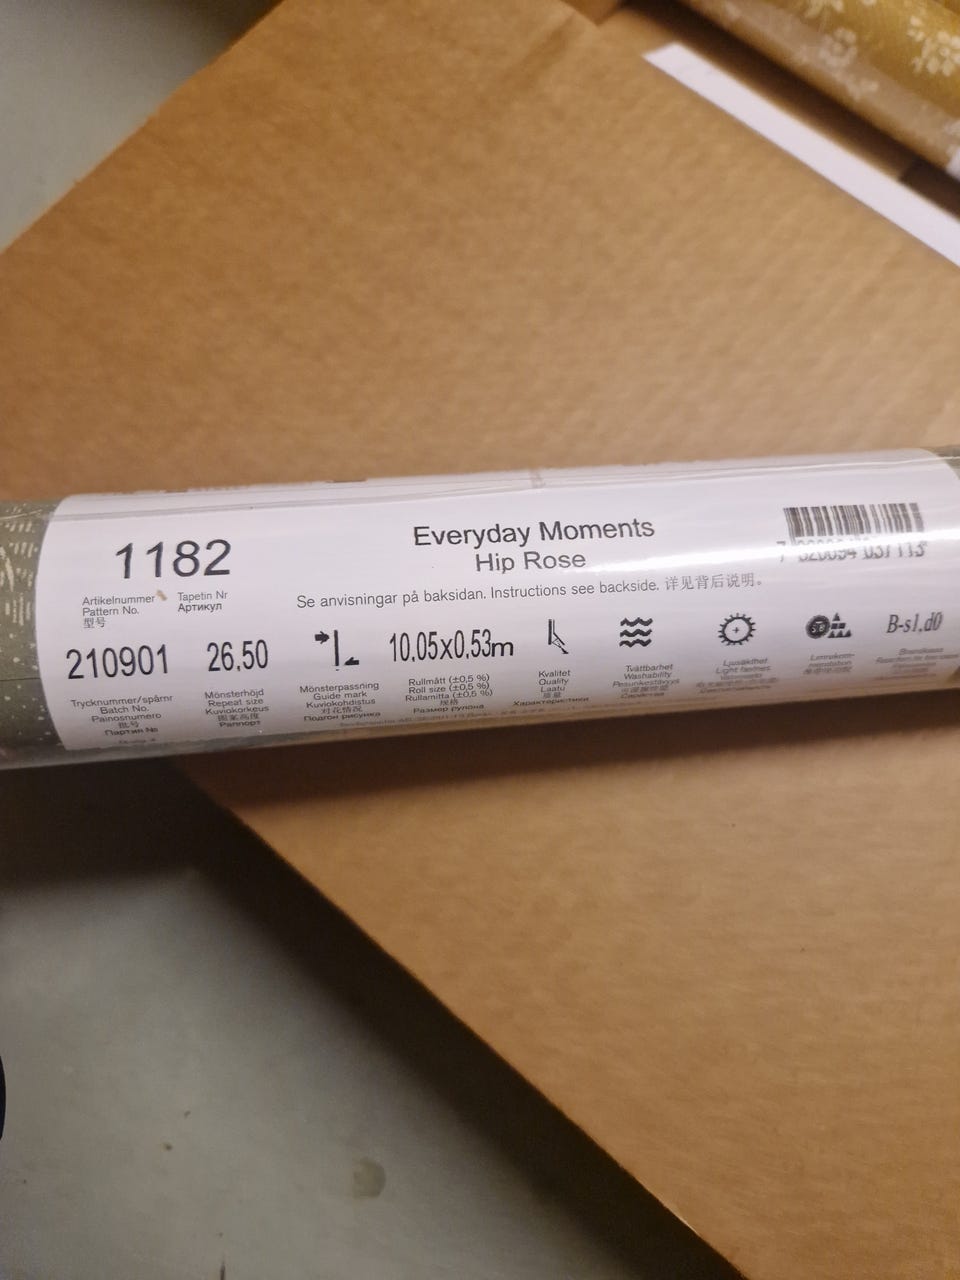 Everyday Moments
Hip Rose
1182
Artikelnummer
Pattern No.
型号
Tapetin Nr
Артикул
Se anvisningar på baksidan. Instructions see backside. 详见背后说明。
210901
Trycknummer/spårnr
Batch No.
Painosnumero
批号
Партия №
26,50
Mönsterhöjd
Repeat size
Kuviokorkeus
图案高度
Раппорт
Mönsterpassning
Guide mark
Kuviokohdistus
对花情况
Подгон рисунка
10,05x0,53m
Rullmått (±0,5 %)
Roll size (±0,5 %)
Rullamitta (±0,5 %)
规格
Размер рулона
Kvalitet
Quality
Laatu
质量
Характеристики
Tvättbarhet
Washability
Ljusäkthet
Light fastness
B-s1,d0